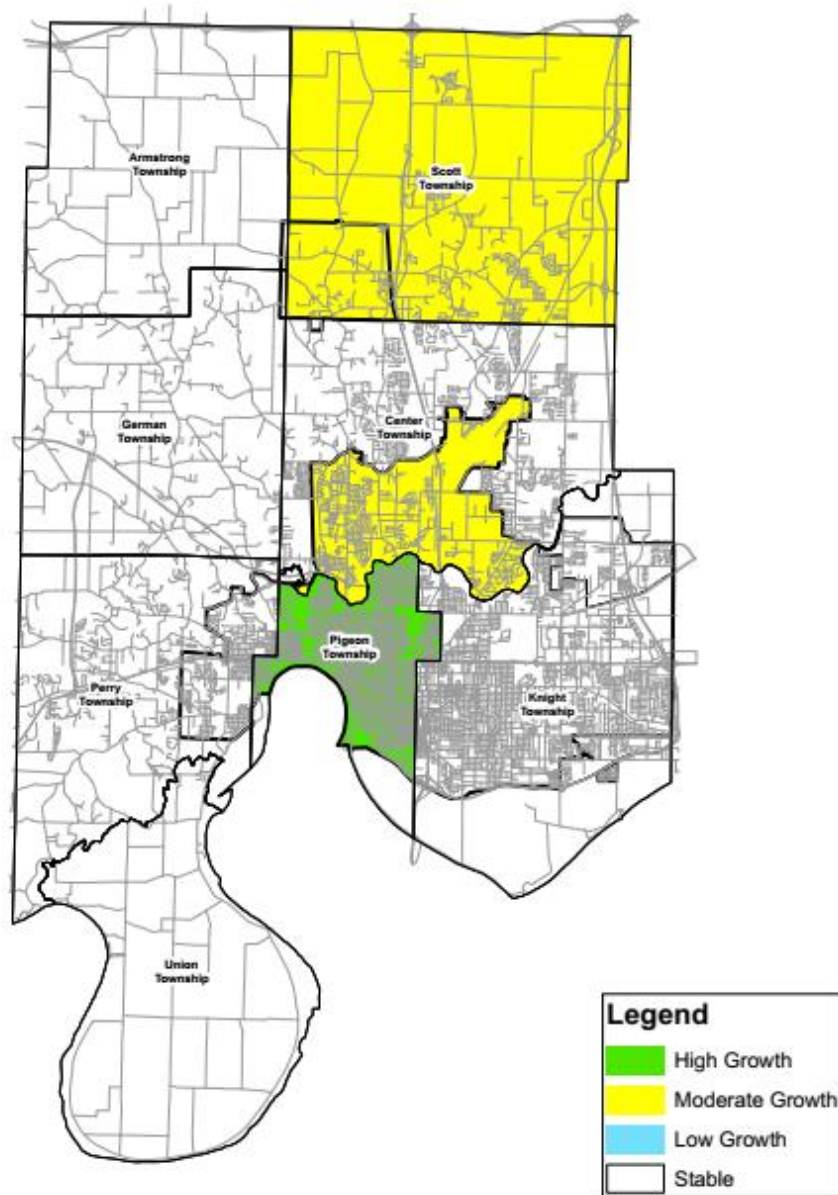 Armstrong
Township
Scott
Township
German
Township
Center
Township
Pigeon
Township
Perry
Township
Knight
Township
Union
Township
Legend
High Growth
Moderate Growth
Low Growth
Stable